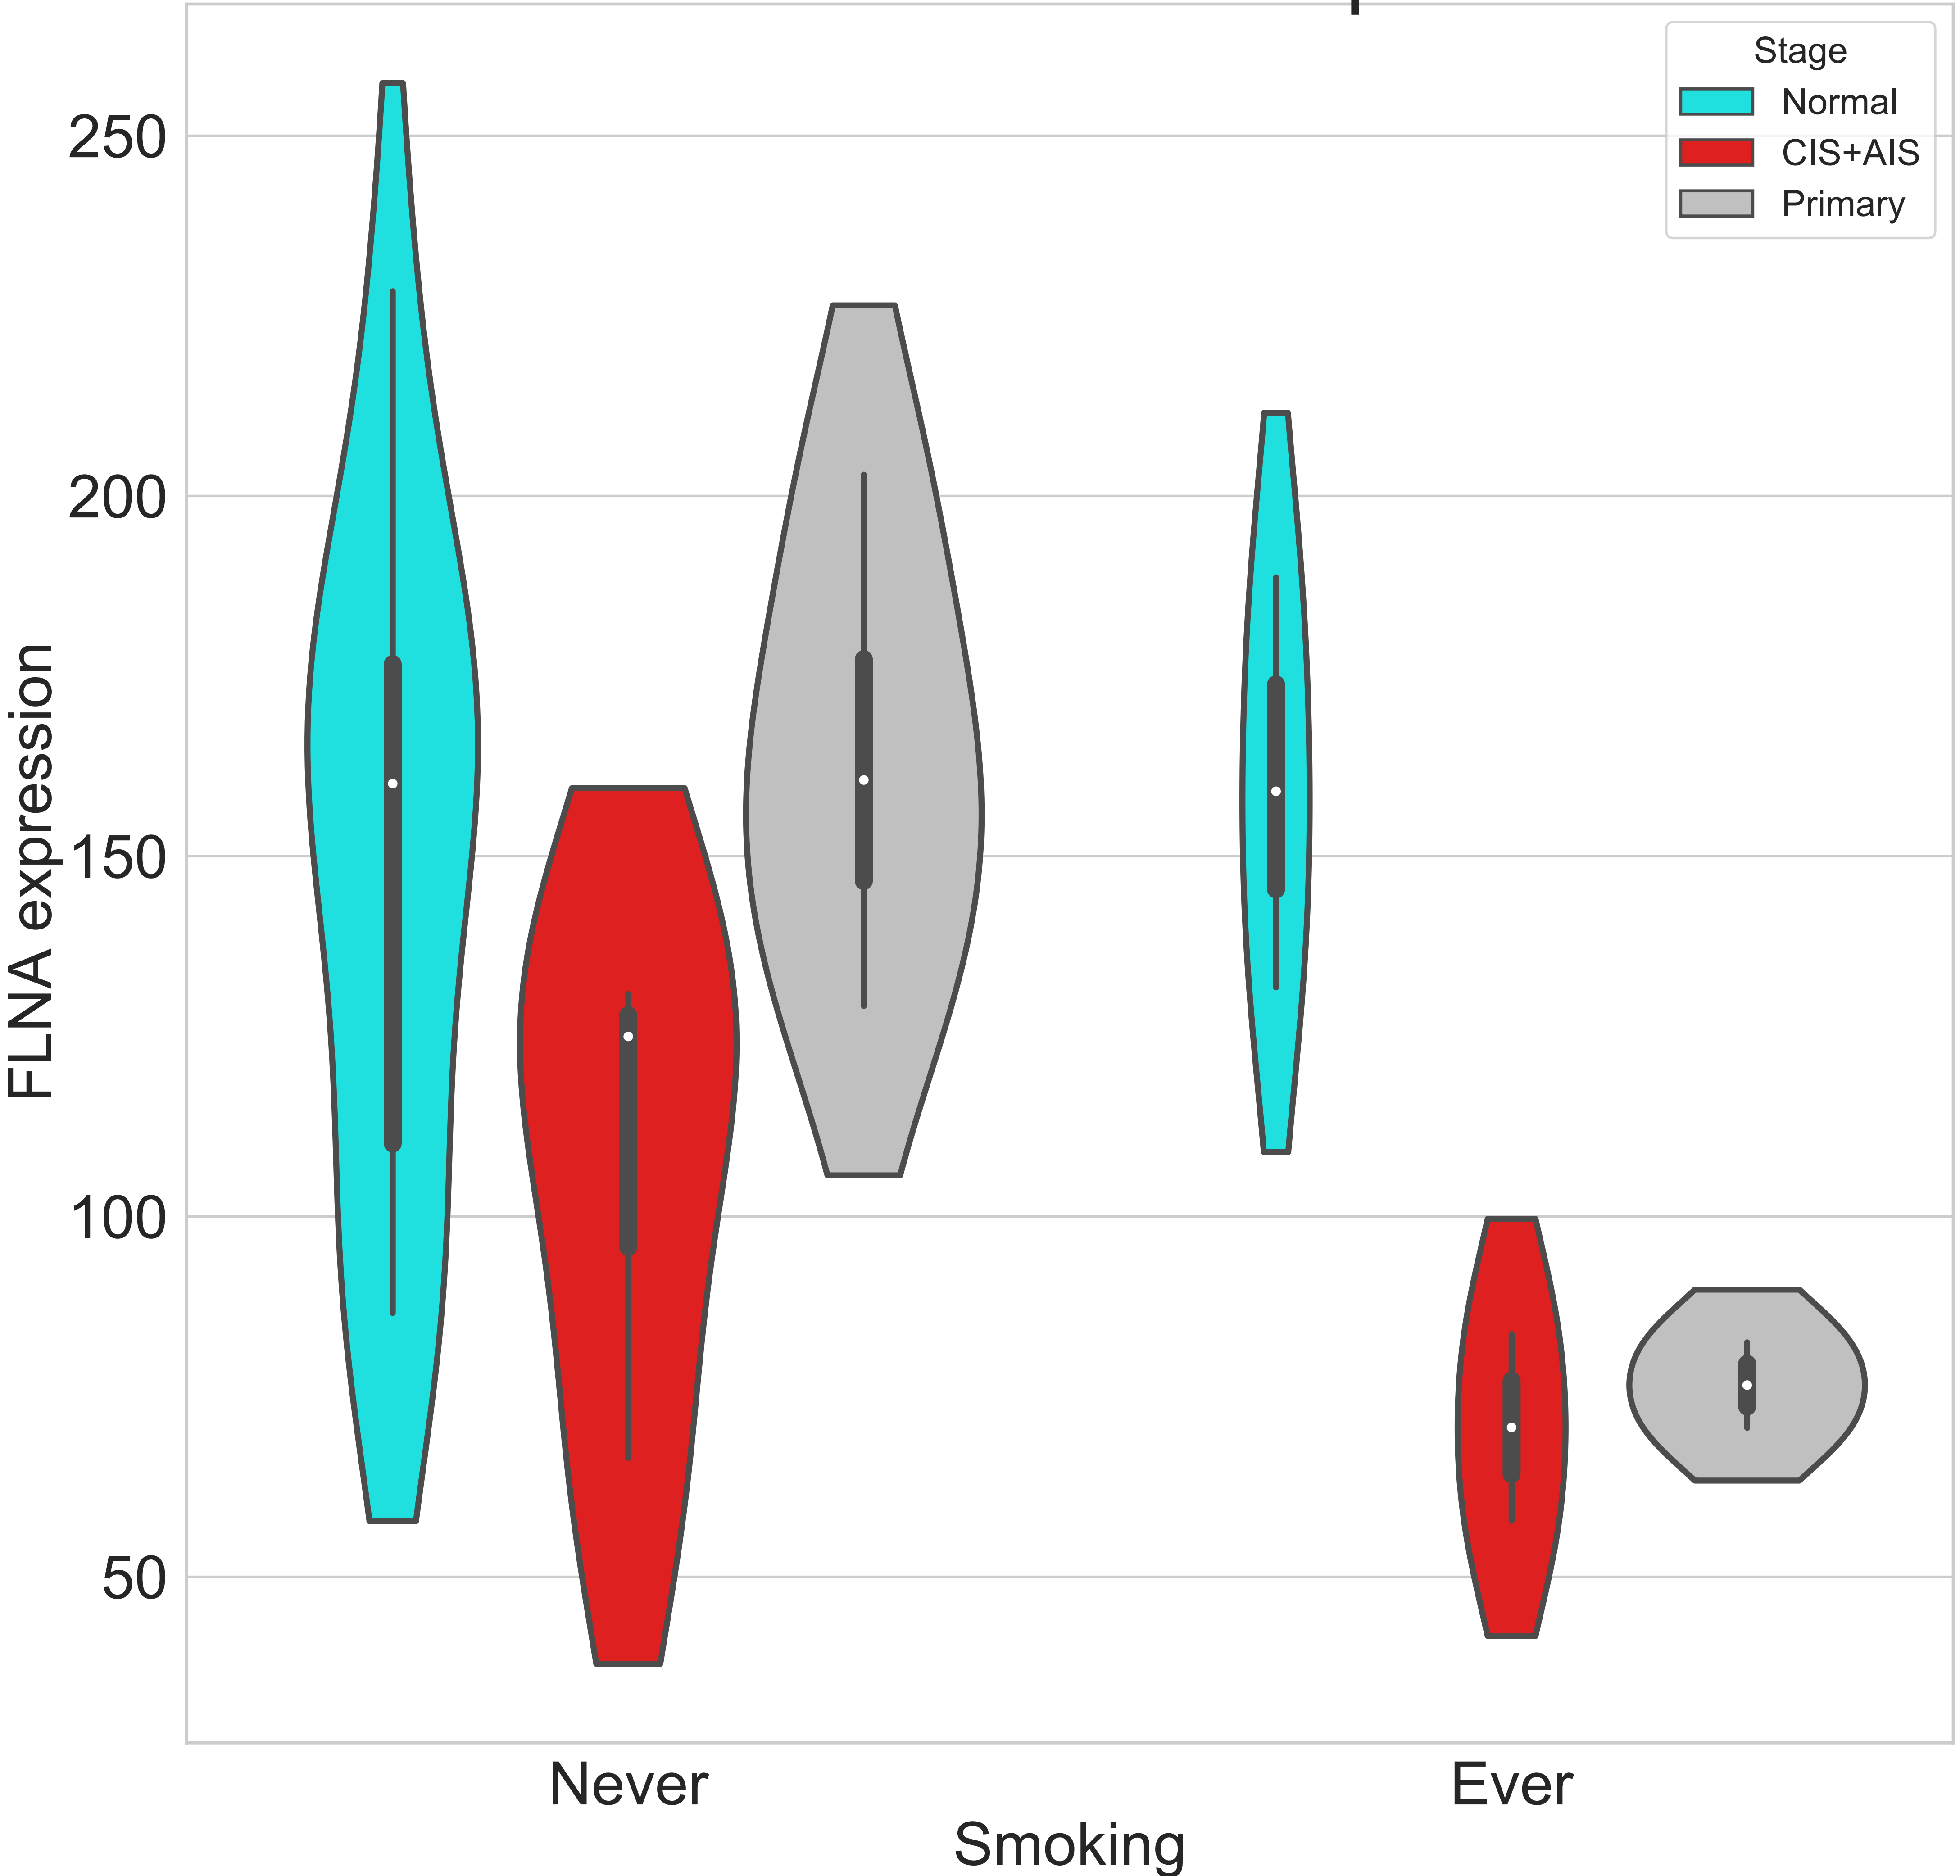 Stage
Normal
CIS+AIS
Primary
250
200
150
100
50
FLNA expression
Never
Ever
Smoking